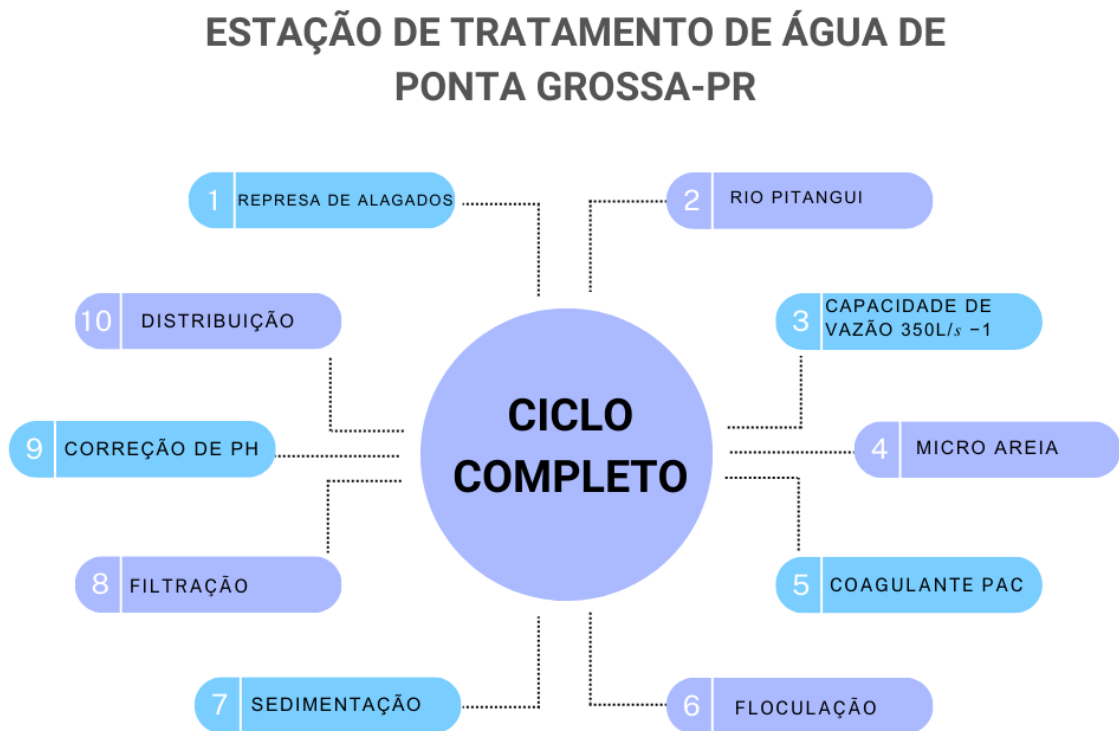 ESTAÇÃO DE TRATAMENTO DE ÁGUA DE
PONTA GROSSA-PR
1 REPRESA DE ALAGADOS
2 RIO PITANGUI
3 CAPACIDADE DE
VAZÃO 350L/s −1
4 MICRO AREIA
5 COAGULANTE PAC
6 FLOCULAÇÃO
7 SEDIMENTAÇÃO
8 FILTRAÇÃO
9 CORREÇÃO DE PH
10 DISTRIBUIÇÃO
CICLO
COMPLETO